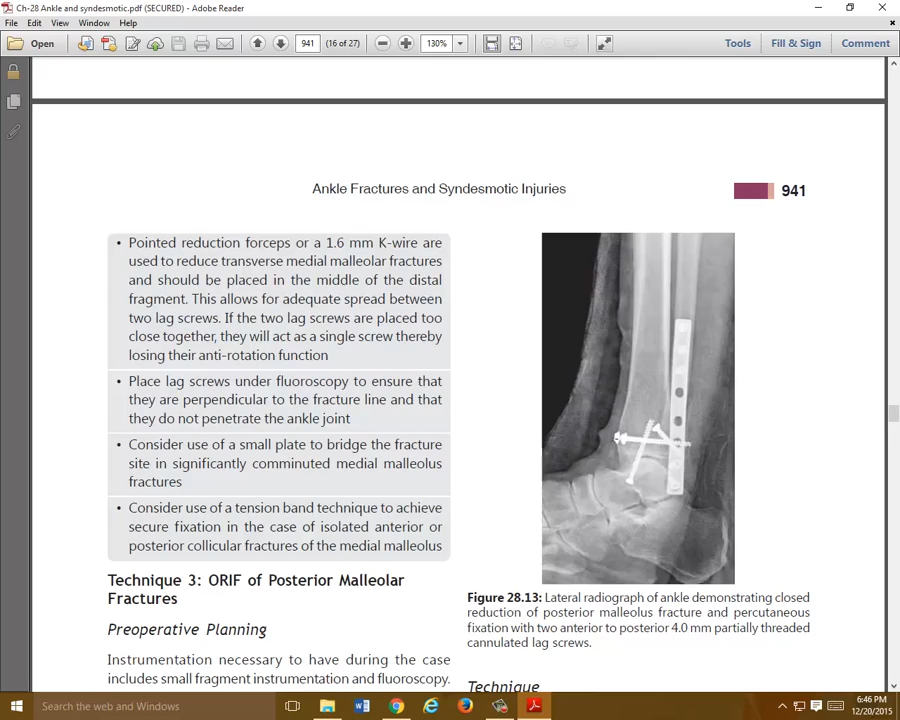 Ch-28 Ankle and syndesmotic.pdf (SECURED) - Adobe Reader
File Edit View Window Help
Open 941 (16 of 27) 130% Tools Fill & Sign Comment
Ankle Fractures and Syndesmotic Injuries 941
• Pointed reduction forceps or a 1.6 mm K-wire are
used to reduce transverse medial malleolar fractures
and should be placed in the middle of the distal
fragment. This allows for adequate spread between
two lag screws. If the two lag screws are placed too
close together, they will act as a single screw thereby
losing their anti-rotation function
• Place lag screws under fluoroscopy to ensure that
they are perpendicular to the fracture line and that
they do not penetrate the ankle joint
• Consider use of a small plate to bridge the fracture
site in significantly comminuted medial malleolus
fractures
• Consider use of a tension band technique to achieve
secure fixation in the case of isolated anterior or
posterior collicular fractures of the medial malleolus
Technique 3: ORIF of Posterior Malleolar
Fractures
Preoperative Planning
Instrumentation necessary to have during the case
includes small fragment instrumentation and fluoroscopy.
Figure 28.13: Lateral radiograph of ankle demonstrating closed
reduction of posterior malleolus fracture and percutaneous
fixation with two anterior to posterior 4.0 mm partially threaded
cannulated lag screws.
Technique
Search the web and Windows
6:46 PM
12/20/2015